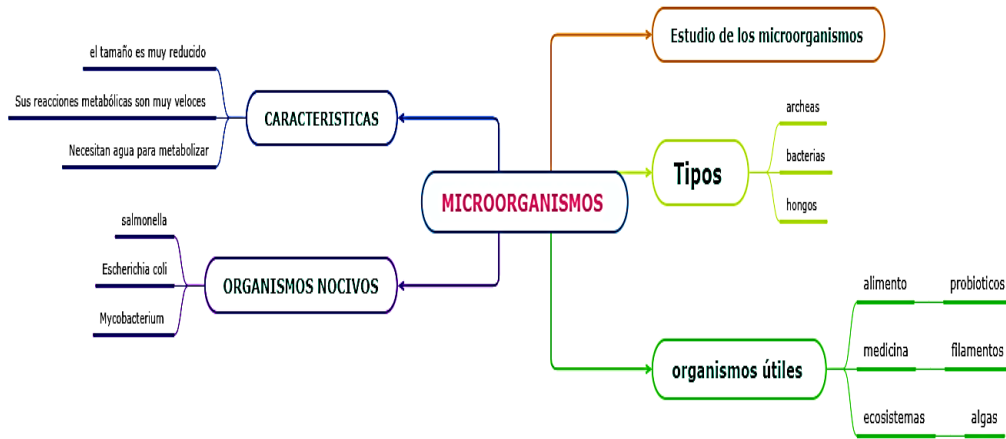 MICROORGANISMOS
CARACTERISTICAS
el tamaño es muy reducido
Sus reacciones metabólicas son muy veloces
Necesitan agua para metabolizar
ORGANISMOS NOCIVOS
salmonella
Escherichia coli
Mycobacterium
Estudio de los microorganismos
Tipos
archeas
bacterias
hongos
organismos útiles
alimento
probioticos
medicina
filamentos
ecosistemas
algas